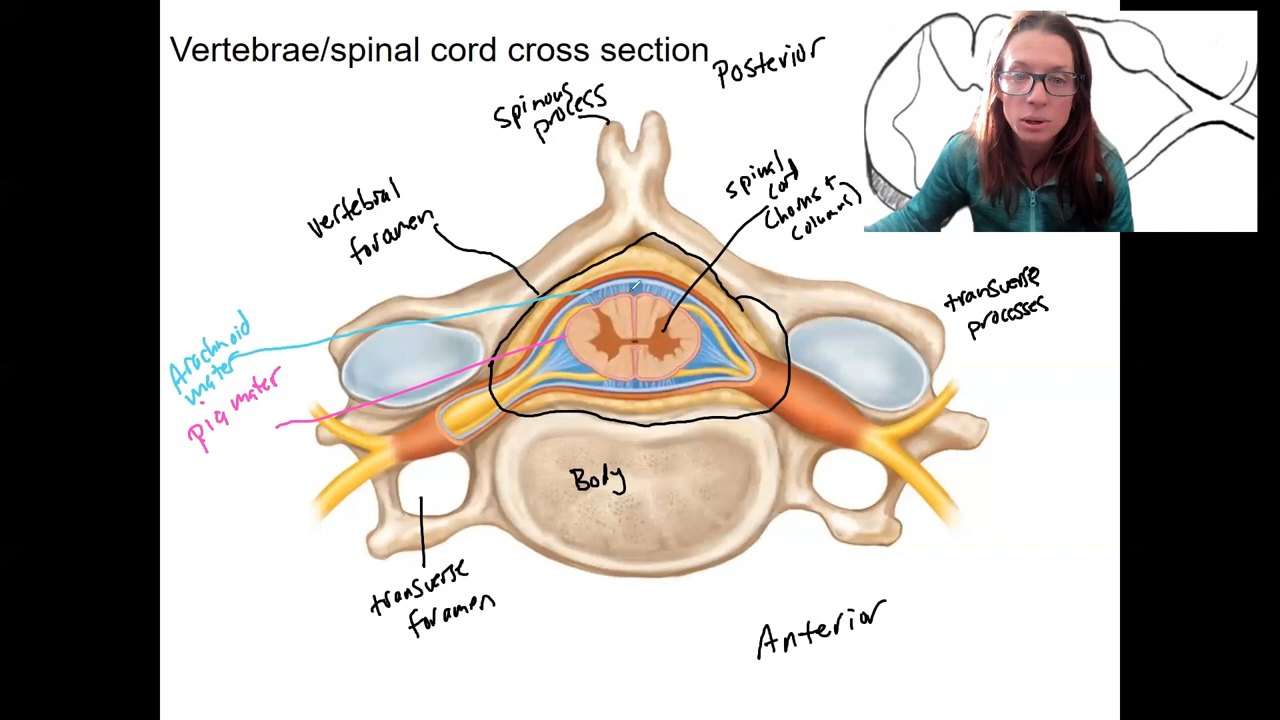 Vertebrae/spinal cord cross section
Posterior
spinous
process
spinal
cord
(horns +
columns)
vertebral
foramen
transverse
processes
Arachnoid
mater
pia mater
Body
transverse
foramen
Anterior